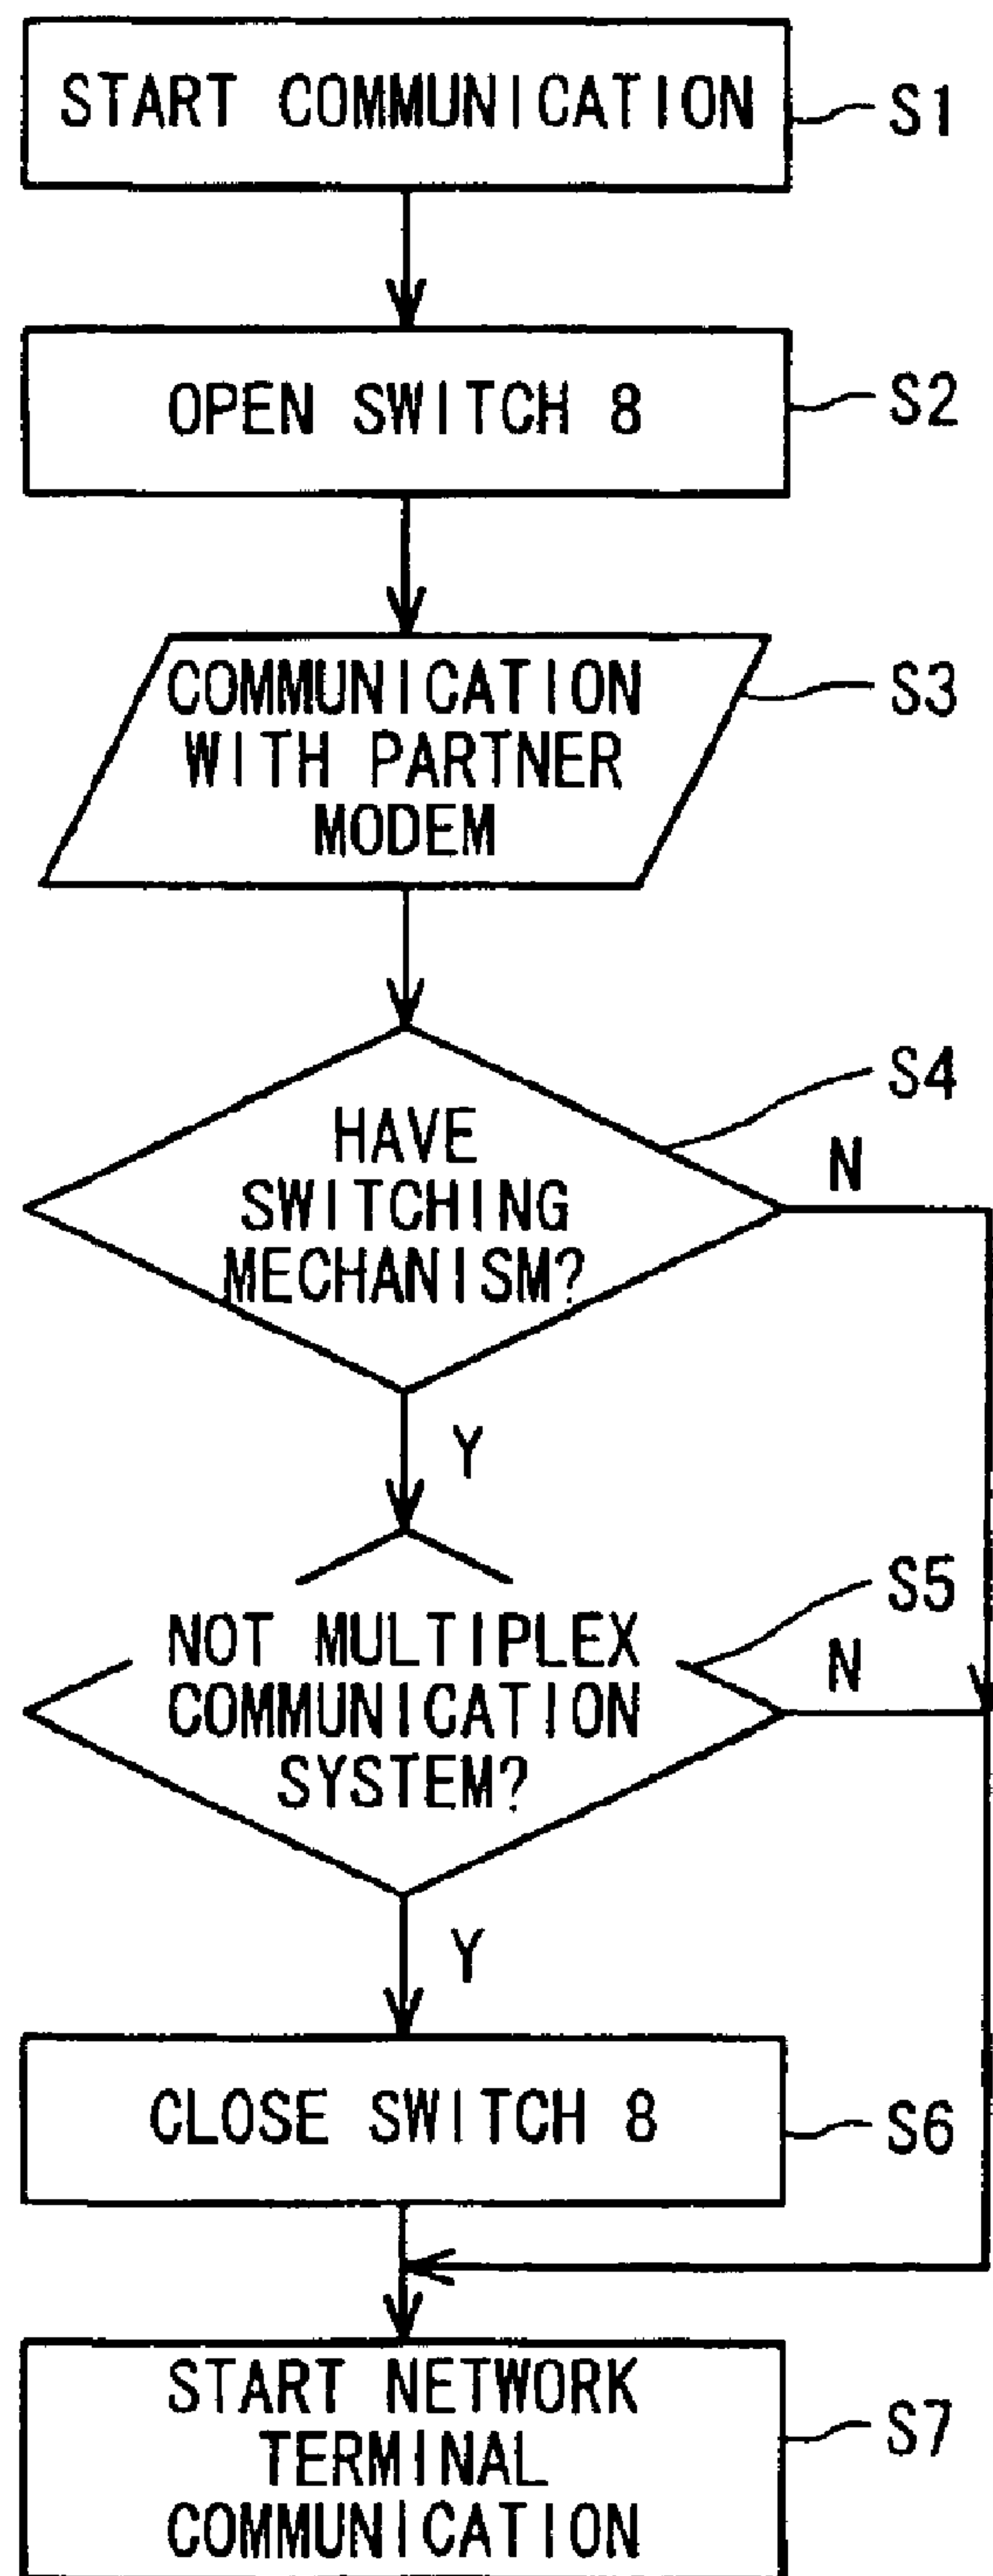 START COMMUNICATION
S1
OPEN SWITCH 8
S2
COMMUNICATION
WITH PARTNER
MODEM
S3
HAVE
SWITCHING
MECHANISM?
S4
N
Y
NOT MULTIPLEX
COMMUNICATION
SYSTEM?
S5
N
Y
CLOSE SWITCH 8
S6
START NETWORK
TERMINAL
COMMUNICATION
S7